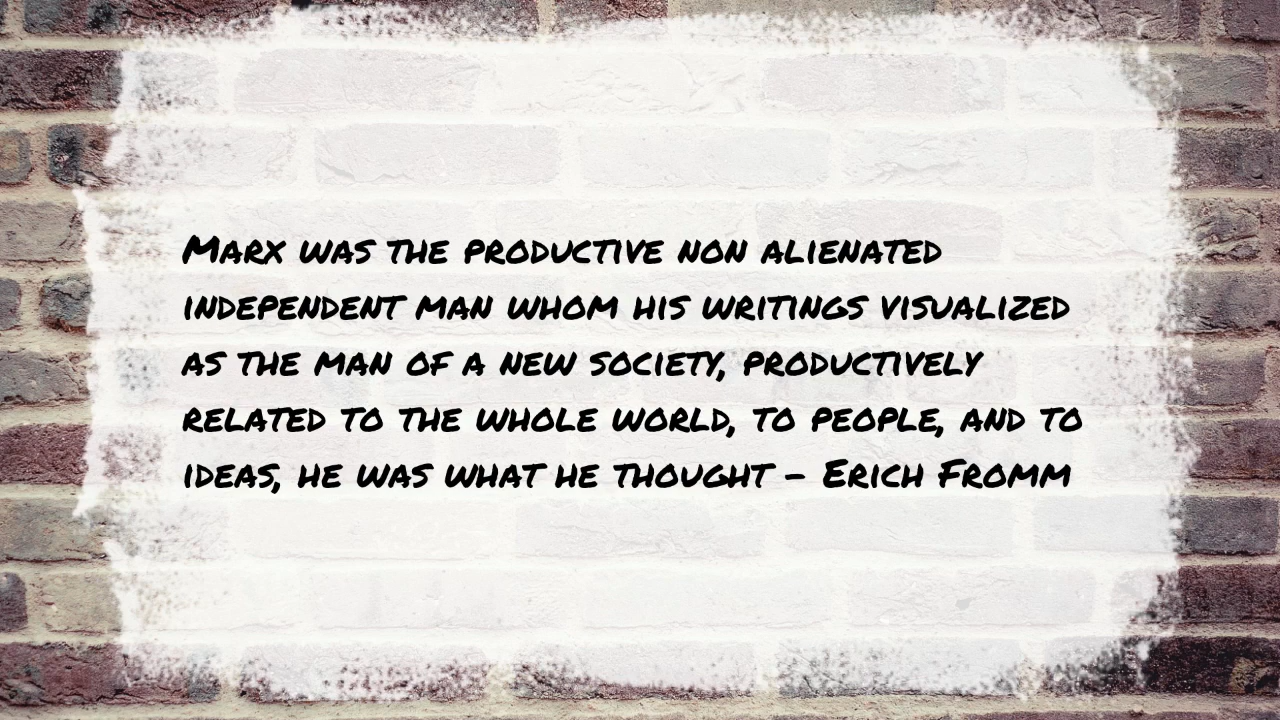 Marx was the productive non alienated
independent man whom his writings visualized
as the man of a new society, productively
related to the whole world, to people, and to
ideas, he was what he thought – Erich Fromm